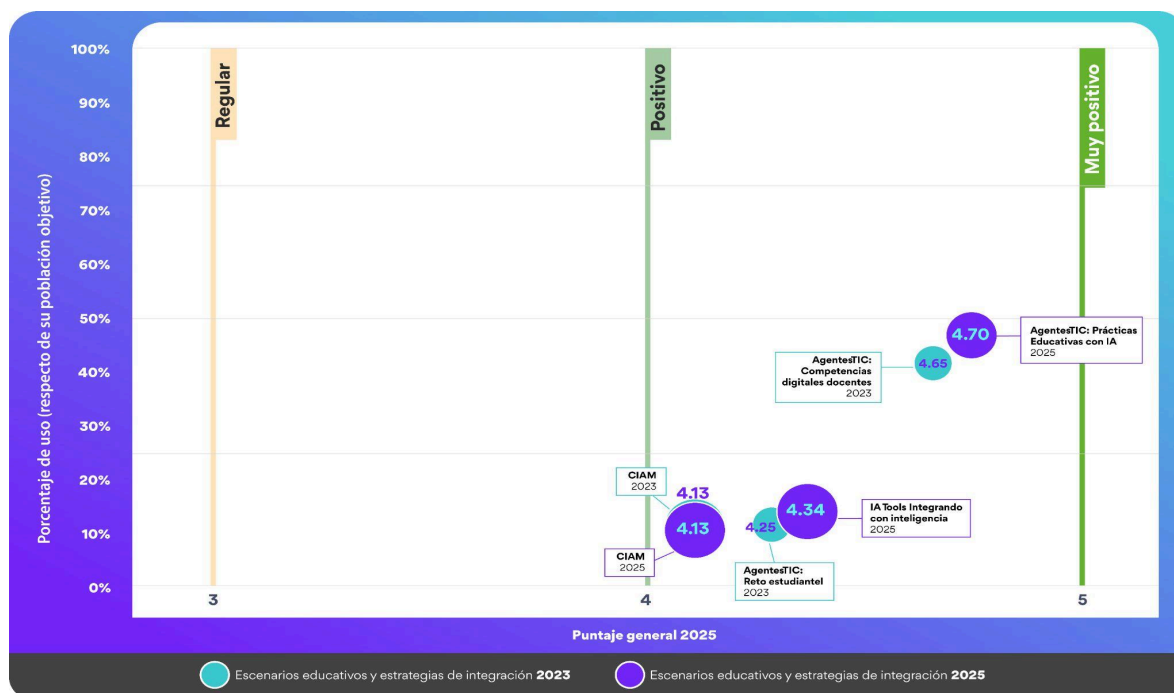 100%
90%
80%
70%
60%
50%
40%
30%
20%
10%
0%
Porcentaje de uso (respecto de su población objetivo)
Regular
Positivo
Muy positivo
4.70
AgentesTIC: Prácticas
Educativas con IA
2025
4.65
AgentesTIC:
Competencias
digitales docentes
2023
CIAM
2023
4.13
4.13
CIAM
2025
4.25
AgentesTIC:
Reto estudiantel
2023
4.34
IA Tools Integrando
con inteligencia
2025
3
4
5
Puntaje general 2025
Escenarios educativos y estrategias de integración 2023
Escenarios educativos y estrategias de integración 2025